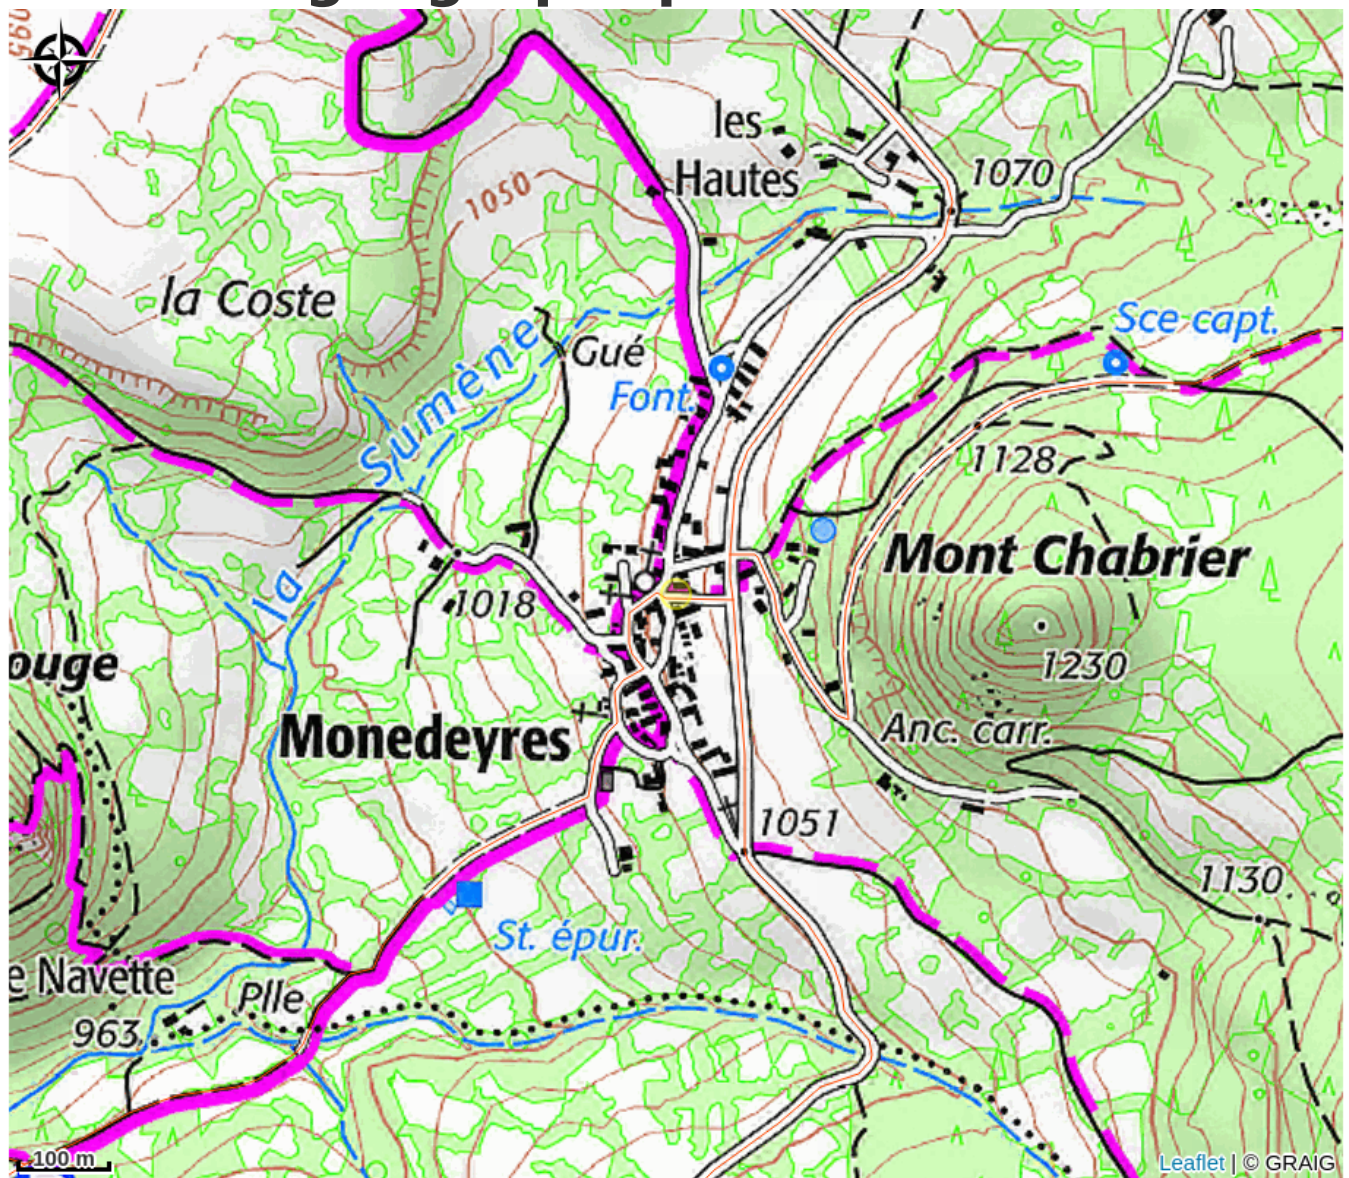 les
Hautes
1070
1050
la Coste
Sce capt.
Gué
Font.
Sumène
la
1128
Mont Chabrier
1018
1230
ouge
Monedeyres
Anc. carr.
1051
1130
St. épur.
e Navette
Plle
963
100 m
Leaflet | © GRAIG